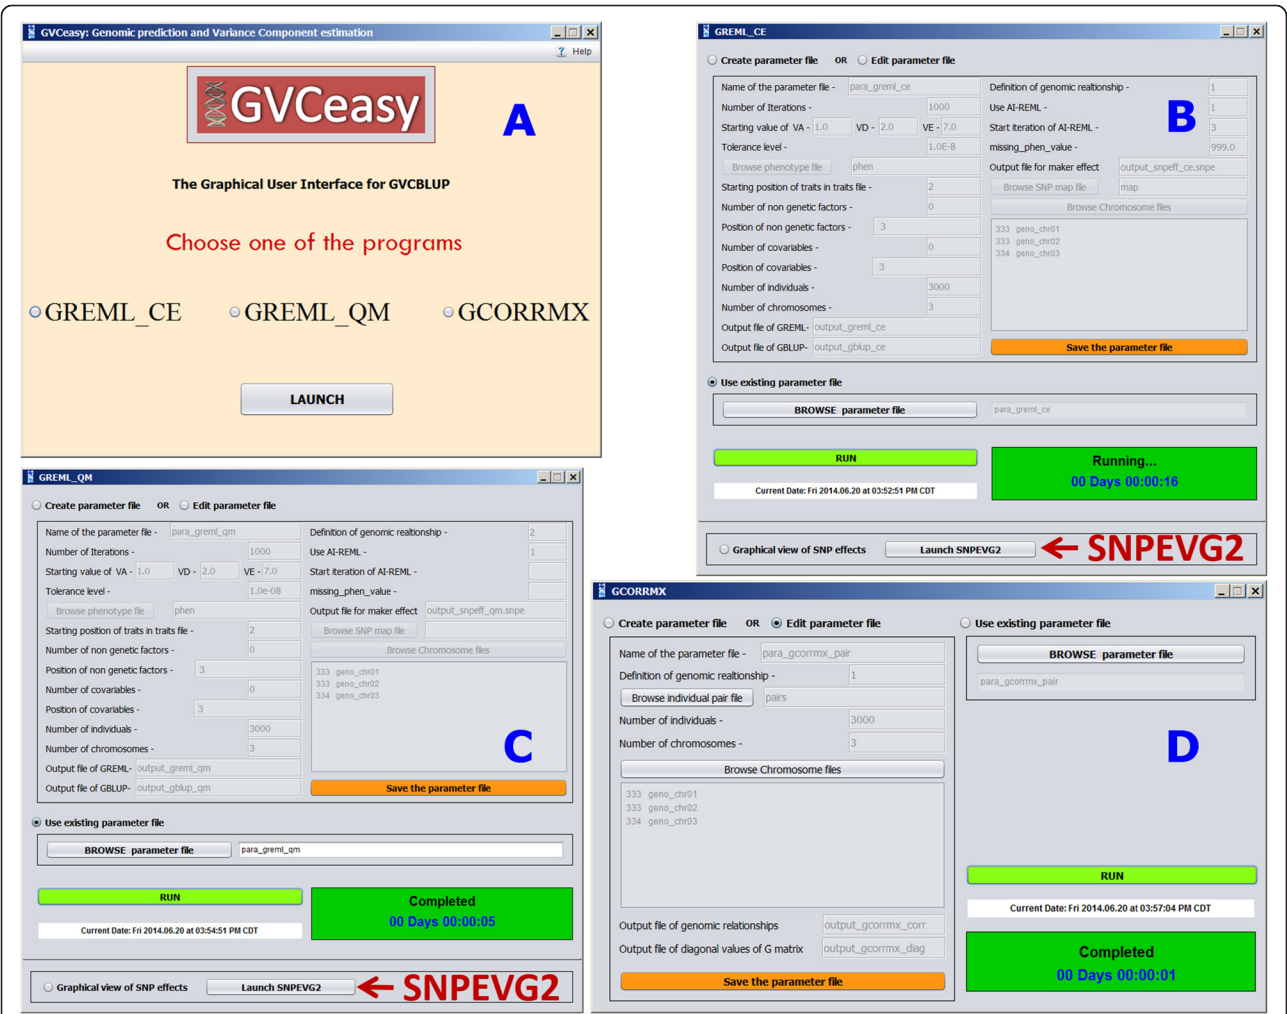 GVCeasy: Genomic prediction and Variance Component estimation
? Help
GVCeasy
A
The Graphical User Interface for GVCBLUP
Choose one of the programs
GREML_CE GREML_QM GCORRMX
LAUNCH
GREML_CE
Create parameter file OR Edit parameter file
Name of the parameter file - para_greml_ce
Number of Iterations - 1000
Starting value of VA - 1.0 VD - 2.0 VE - 7.0
Tolerance level - 1.0E-8
Browse phenotype file phen
Starting position of traits in traits file - 2
Number of non genetic factors - 0
Position of non genetic factors - 3
Number of covariables - 0
Position of covariables - 3
Number of individuals - 3000
Number of chromosomes - 3
Output file of GREML- output_greml_ce
Output file of GBLUP- output_gblup_ce
Definition of genomic realtionship - 1
Use AI-REML - 1
Start iteration of AI-REML - 3
missing_phen_value - 999.0
Output file for maker effect output_snpeff_ce.snpe
Browse SNP map file map
Browse Chromosome files
333 geno_chr01
333 geno_chr02
334 geno_chr03
Save the parameter file
B
Use existing parameter file
BROWSE parameter file para_greml_ce
RUN
Current Date: Fri 2014.06.20 at 03:52:51 PM CDT
Running...
00 Days 00:00:16
Graphical view of SNP effects Launch SNPEVG2 ← SNPEVG2
GREML_QM
Create parameter file OR Edit parameter file
Name of the parameter file - para_greml_qm
Number of Iterations - 1000
Starting value of VA - 1.0 VD - 2.0 VE - 7.0
Tolerance level - 1.0e-08
Browse phenotype file phen
Starting position of traits in traits file - 2
Number of non genetic factors - 0
Position of non genetic factors - 3
Number of covariables - 0
Position of covariables - 3
Number of individuals - 3000
Number of chromosomes - 3
Output file of GREML- output_greml_qm
Output file of GBLUP- output_gblup_qm
Definition of genomic realtionship - 2
Use AI-REML - 1
Start iteration of AI-REML -
missing_phen_value -
Output file for maker effect output_snpeff_qm.snpe
Browse SNP map file
Browse Chromosome files
333 geno_chr01
333 geno_chr02
334 geno_chr03
C
Save the parameter file
Use existing parameter file
BROWSE parameter file para_greml_qm
RUN
Current Date: Fri 2014.06.20 at 03:54:51 PM CDT
Completed
00 Days 00:00:05
Graphical view of SNP effects Launch SNPEVG2 ← SNPEVG2
GCORRMX
Create parameter file OR Edit parameter file
Name of the parameter file - para_gcorrmx_pair
Definition of genomic realtionship - 1
Browse individual pair file pairs
Number of individuals - 3000
Number of chromosomes - 3
Browse Chromosome files
333 geno_chr01
333 geno_chr02
334 geno_chr03
Output file of genomic relationships output_gcorrmx_corr
Output file of diagonal values of G matrix output_gcorrmx_diag
Save the parameter file
Use existing parameter file
BROWSE parameter file
para_gcorrmx_pair
D
RUN
Current Date: Fri 2014.06.20 at 03:57:04 PM CDT
Completed
00 Days 00:00:01